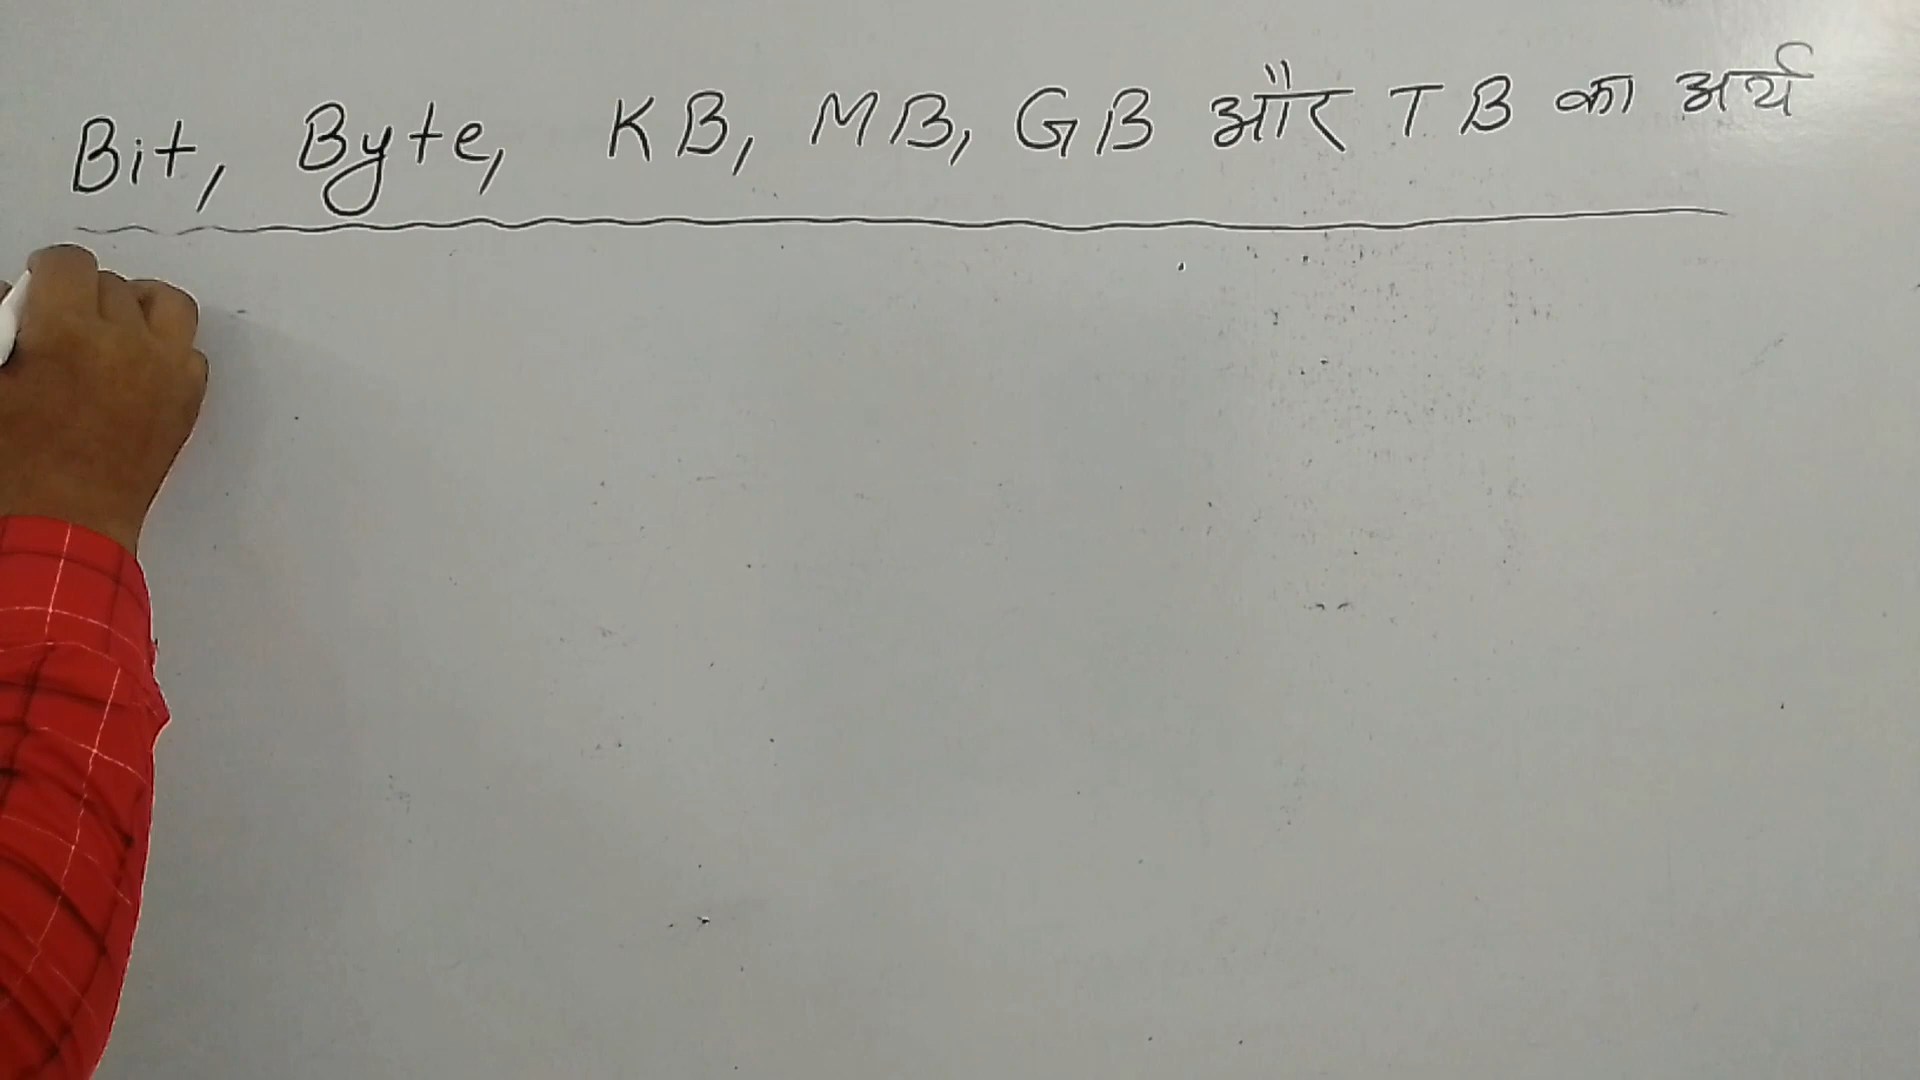 Bit, Byte, KB, MB, GB और TB का अर्थ